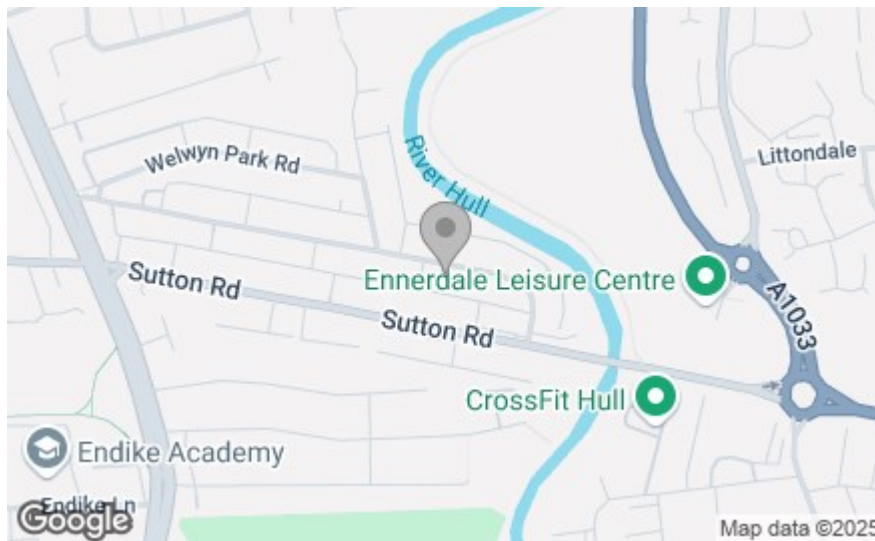 Welwyn Park Rd
River Hull
Littondale
Sutton Rd
Ennerdale Leisure Centre
A1033
Sutton Rd
CrossFit Hull
Endike Academy
Endike Ln
Google
Map data ©2025